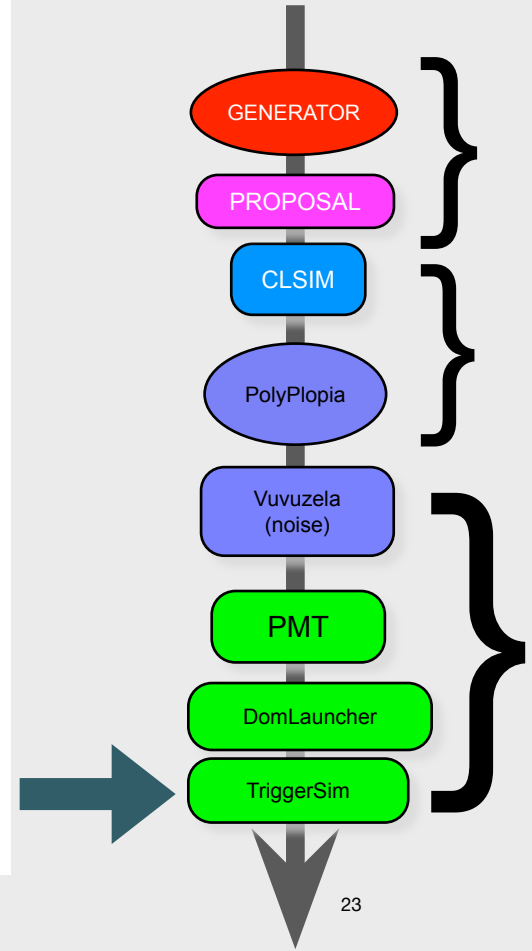 GENERATOR
PROPOSAL
CLSIM
PolyPlopia
Vuvuzela
(noise)
PMT
DomLauncher
TriggerSim
23